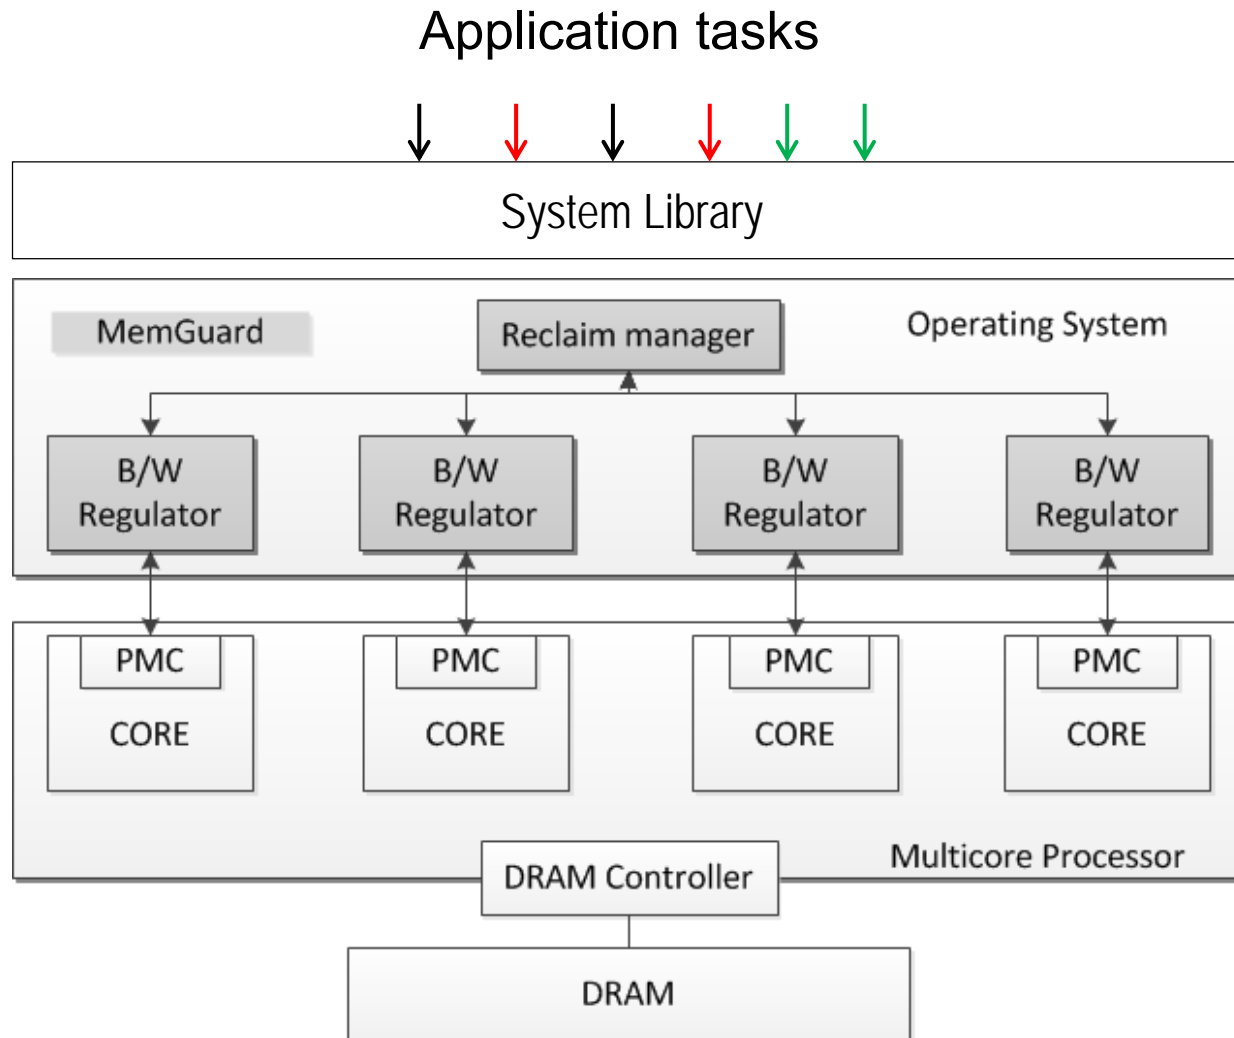 Application tasks
System Library
MemGuard
Reclaim manager
Operating System
B/W
Regulator
B/W
Regulator
B/W
Regulator
B/W
Regulator
PMC
CORE
PMC
CORE
PMC
CORE
PMC
CORE
Multicore Processor
DRAM Controller
DRAM